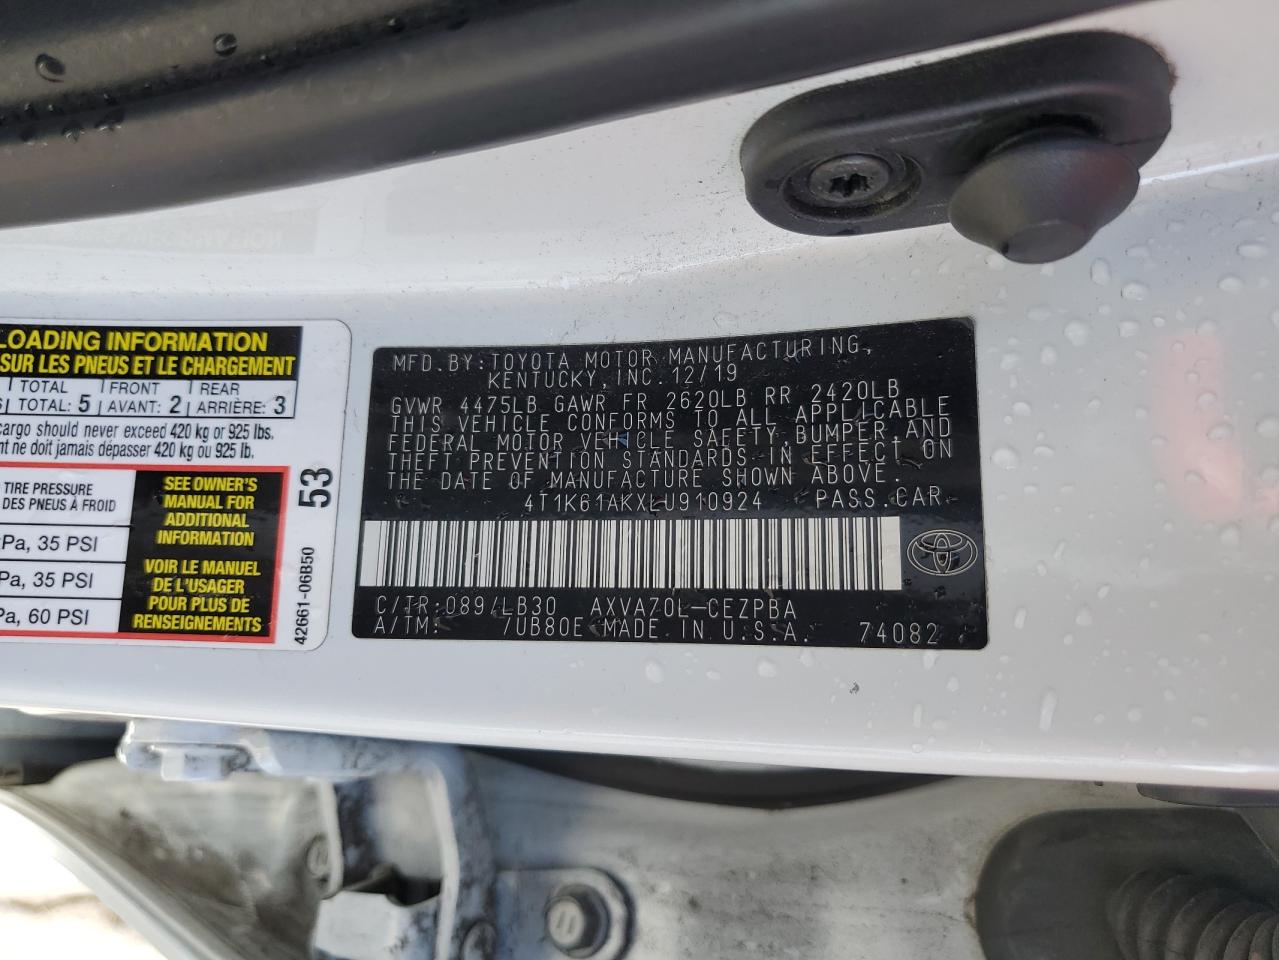 LOADING INFORMATION
SUR LES PNEUS ET LE CHARGEMENT
TOTAL FRONT REAR
TOTAL: 5 AVANT: 2 ARRIÈRE: 3
cargo should never exceed 420 kg or 925 lbs.
nt ne doit jamais dépasser 420 kg ou 925 lb.
TIRE PRESSURE
DES PNEUS À FROID
Pa, 35 PSI
Pa, 35 PSI
Pa, 60 PSI
SEE OWNER'S
MANUAL FOR
ADDITIONAL
INFORMATION
VOIR LE MANUEL
DE L'USAGER
POUR PLUS DE
RENSEIGNEMENTS
53
42661-06B50
MFD.BY:TOYOTA MOTOR MANUFACTURING,
KENTUCKY,INC.12/19
GVWR 4475LB GAWR FR 2620LB RR 2420LB
THIS VEHICLE CONFORMS TO ALL APPLICABLE
FEDERAL MOTOR VEHICLE SAFETY,BUMPER,AND
THEFT PREVENTION STANDARDS IN EFFECT ON
THE DATE OF MANUFACTURE SHOWN ABOVE.
4T1K61AKXLU910924 PASS.CAR
C/TR:089/LB30 AXVA70L-CEZPBA
A/TM: /UB80E MADE IN U.S.A. 74082